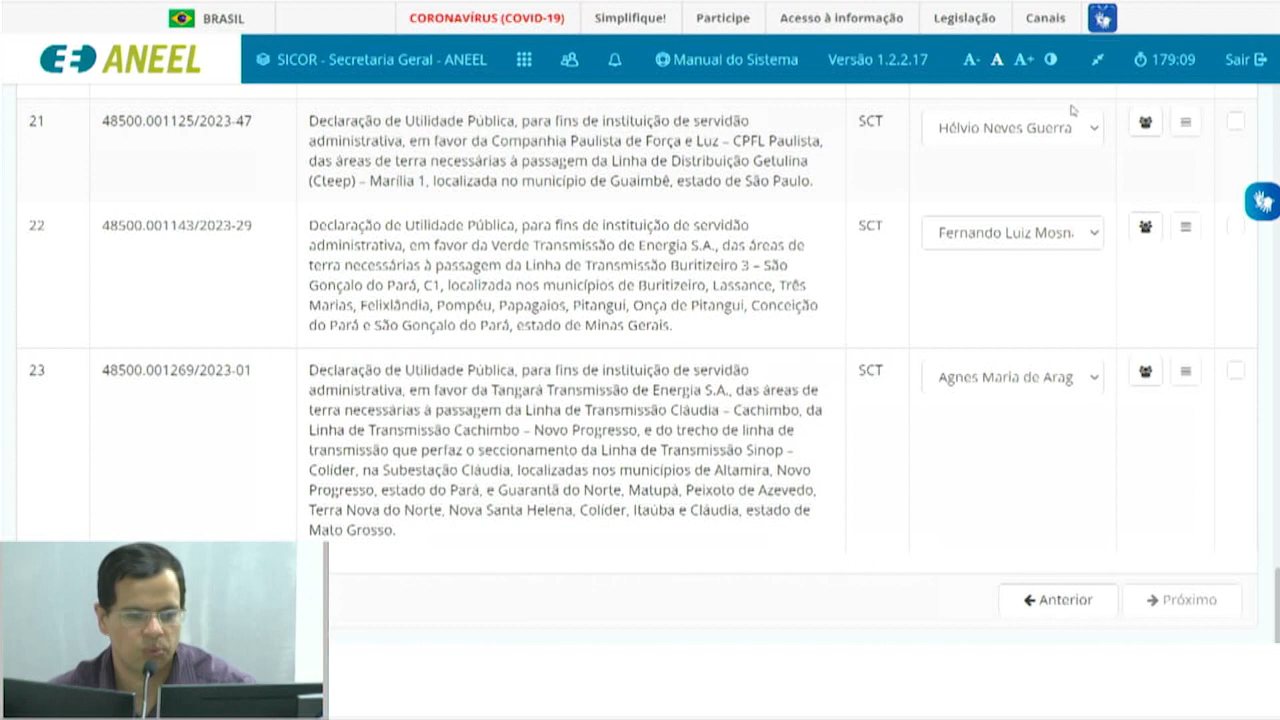 BRASIL
CORONAVÍRUS (COVID-19)
Simplifique!
Participe
Acesso à informação
Legislação
Canais
ANEEL
SICOR - Secretaria Geral - ANEEL
Manual do Sistema
Versão 1.2.2.17
A-
A
A+
179:09
Sair
21
48500.001125/2023-47
Declaração de Utilidade Pública, para fins de instituição de servidão
administrativa, em favor da Companhia Paulista de Força e Luz – CPFL Paulista,
das áreas de terra necessárias à passagem da Linha de Distribuição Getulina
(Cteep) – Marília 1, localizada no município de Guaimbê, estado de São Paulo.
SCT
Hélvio Neves Guerra
22
48500.001143/2023-29
Declaração de Utilidade Pública, para fins de instituição de servidão
administrativa, em favor da Verde Transmissão de Energia S.A., das áreas de
terra necessárias à passagem da Linha de Transmissão Buritizeiro 3 – São
Gonçalo do Pará, C1, localizada nos municípios de Buritizeiro, Lassance, Três
Marias, Felixlândia, Pompéu, Papagaios, Pitangui, Onça de Pitangui, Conceição
do Pará e São Gonçalo do Pará, estado de Minas Gerais.
SCT
Fernando Luiz Mosn
23
48500.001269/2023-01
Declaração de Utilidade Pública, para fins de instituição de servidão
administrativa, em favor da Tangará Transmissão de Energia S.A., das áreas de
terra necessárias à passagem da Linha de Transmissão Cláudia – Cachimbo, da
Linha de Transmissão Cachimbo – Novo Progresso, e do trecho de linha de
transmissão que perfaz o seccionamento da Linha de Transmissão Sinop –
Colíder, na Subestação Cláudia, localizadas nos municípios de Altamira, Novo
Progresso, estado do Pará, e Guarantã do Norte, Matupá, Peixoto de Azevedo,
Terra Nova do Norte, Nova Santa Helena, Colíder, Itaúba e Cláudia, estado de
Mato Grosso.
SCT
Agnes Maria de Arag
Anterior
Próximo